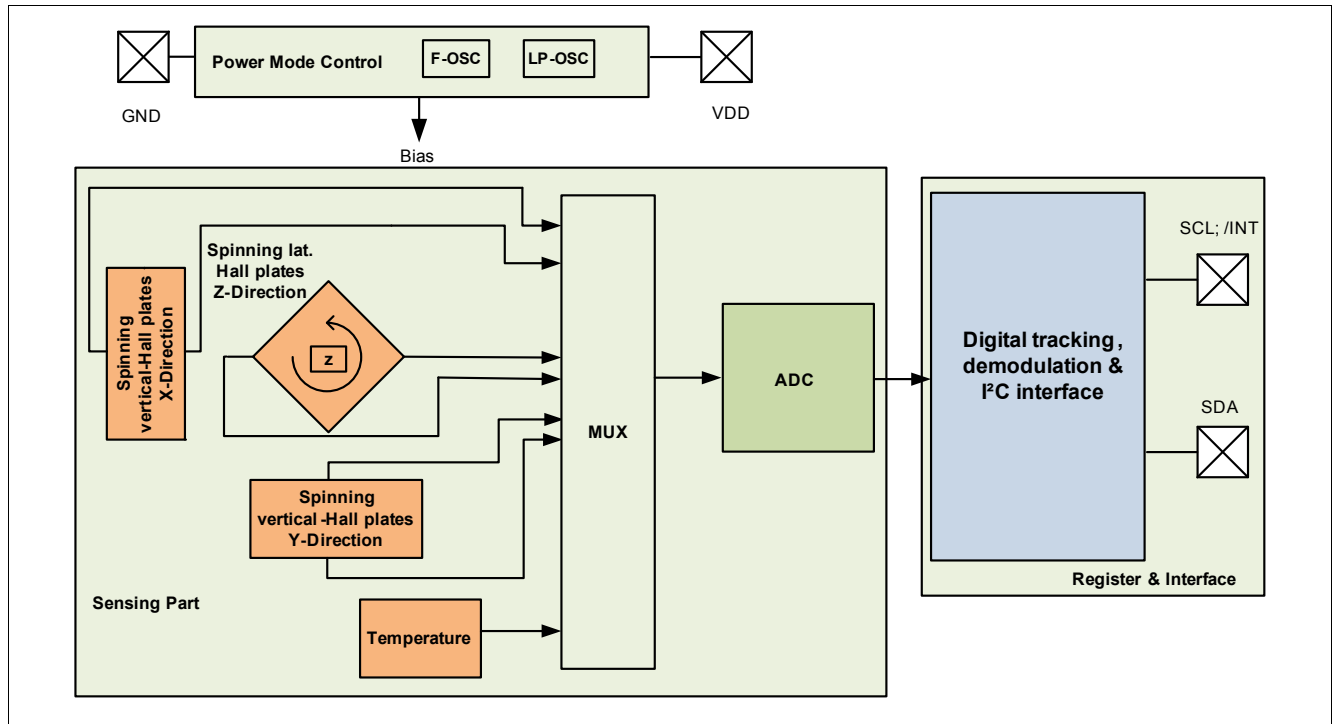 Power Mode Control
F-OSC
LP-OSC
GND
VDD
Bias
Spinning lat.
Hall plates
Z-Direction
Spinning
vertical-Hall plates
X-Direction
z
Spinning
vertical-Hall plates
Y-Direction
Temperature
Sensing Part
MUX
ADC
Digital tracking,
demodulation &
I²C interface
SCL; /INT
SDA
Register & Interface